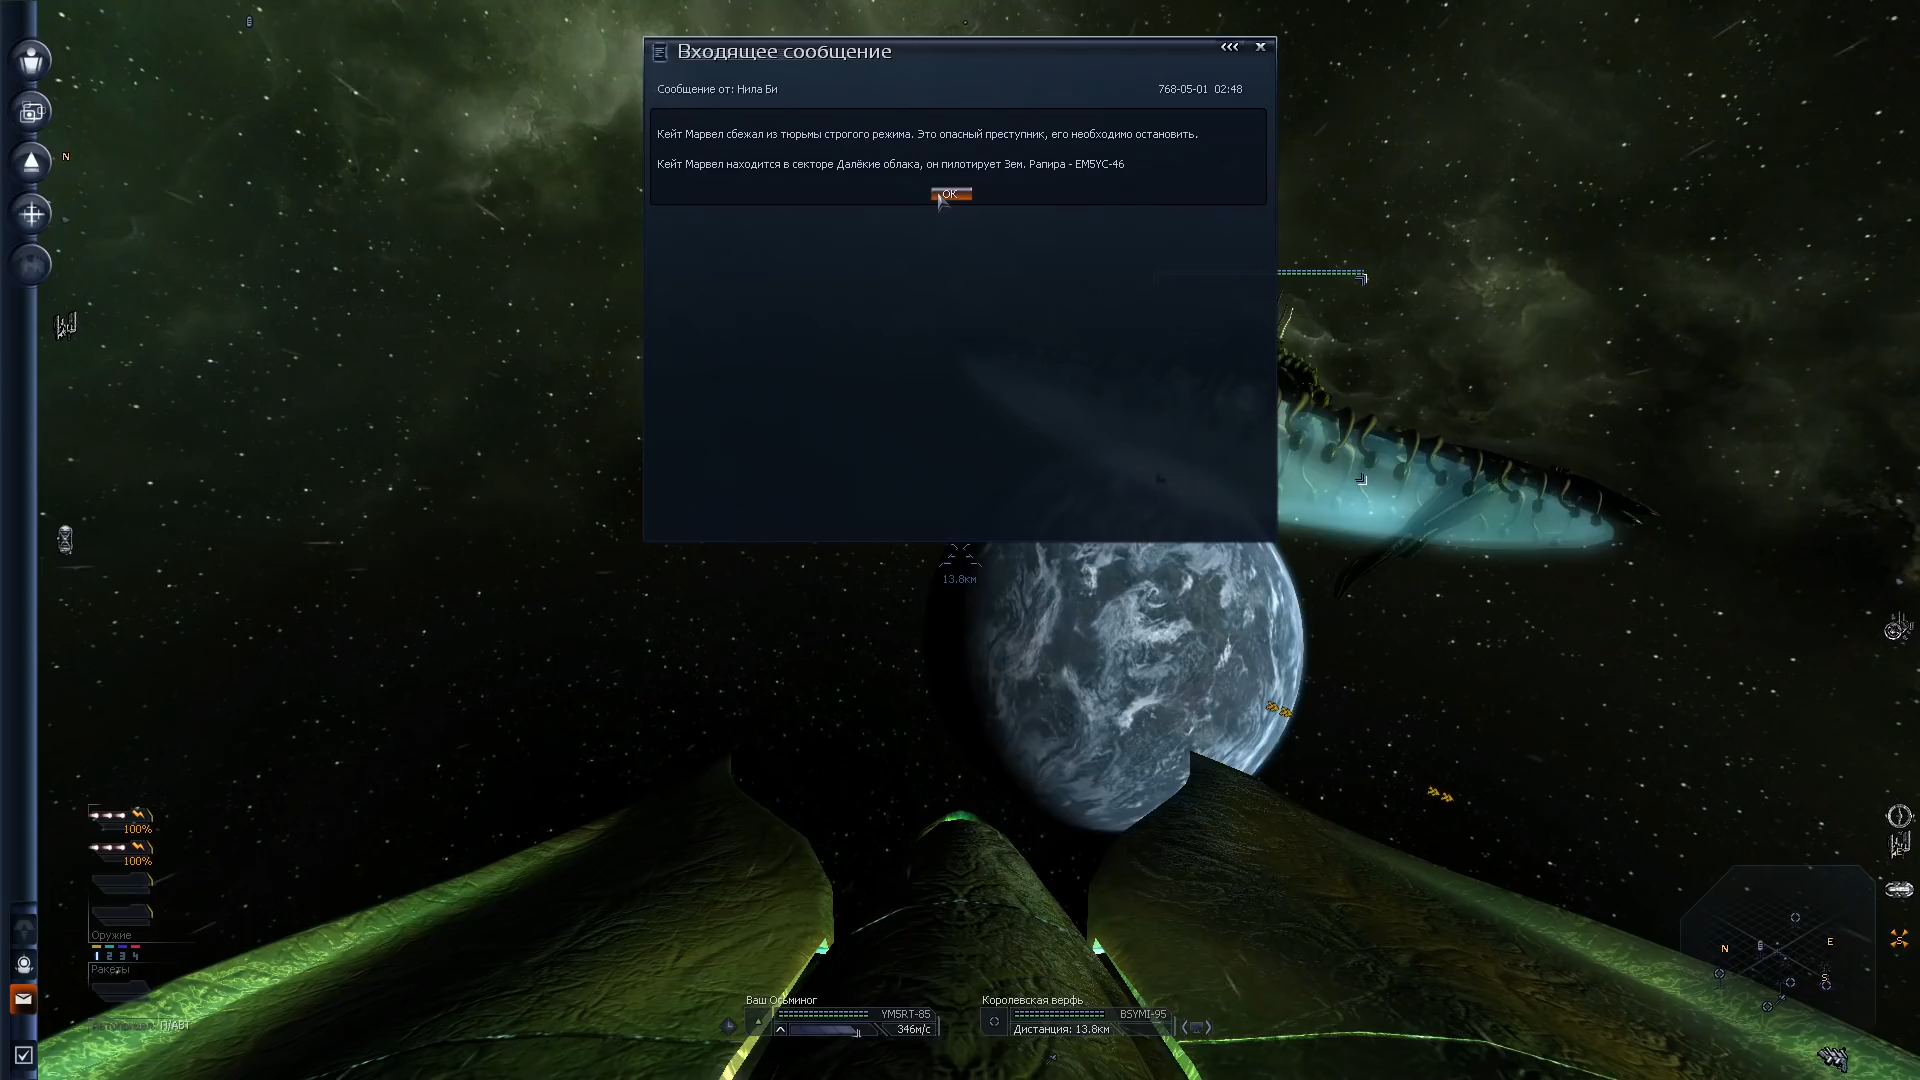 Входящее сообщение
Сообщение от: Нила Би
768-05-01 02:48
Кейт Марвел сбежал из тюрьмы строгого режима. Это опасный преступник, его необходимо остановить.
Кейт Марвел находится в секторе Далёкие облака, он пилотирует Зем. Рапира - EM5YC-46
OK
N
13.8км
100%
100%
Оружие
1 2 3 4
Ракеты
П/АВТ
Ваш Осьминог
YM5RT-85
346м/с
Королевская верфь
BSYMI-95
Дистанция: 13.8км
N
E
S
E
S